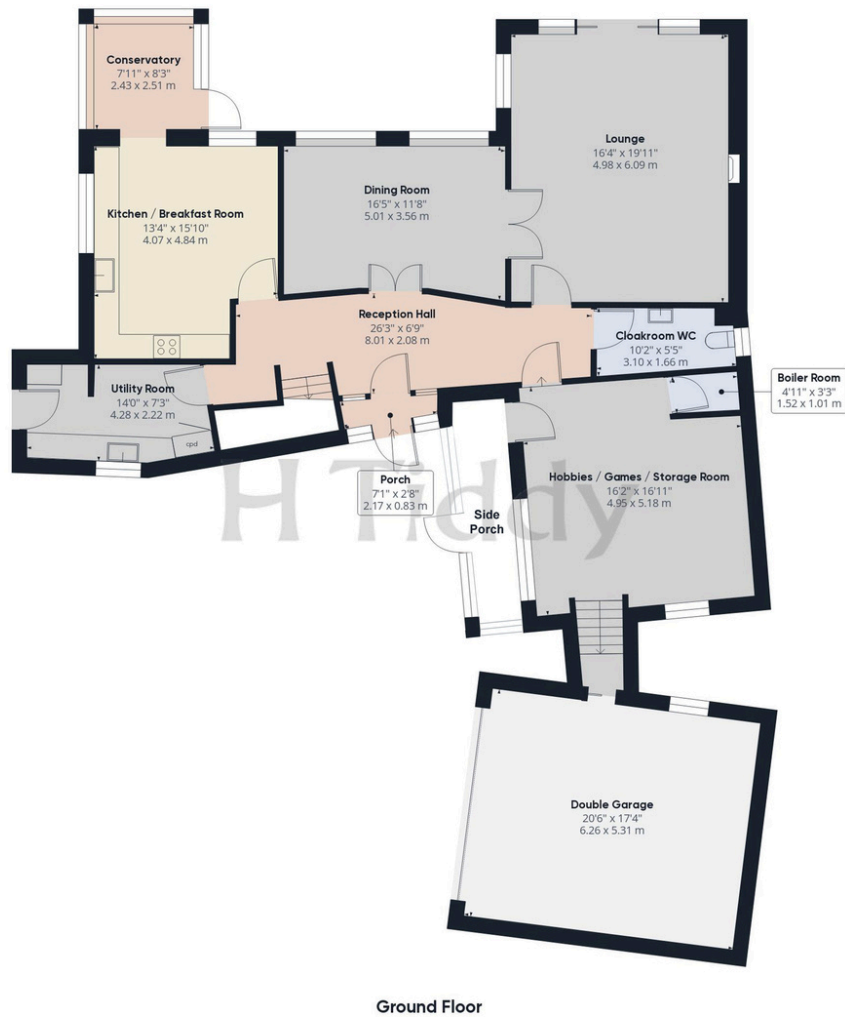 Conservatory
7'11" x 8'3"
2.43 x 2.51 m
Lounge
16'4" x 19'11"
4.98 x 6.09 m
Dining Room
16'5" x 11'8"
5.01 x 3.56 m
Kitchen / Breakfast Room
13'4" x 15'10"
4.07 x 4.84 m
Reception Hall
26'3" x 6'9"
8.01 x 2.08 m
Cloakroom WC
10'2" x 5'5"
3.10 x 1.66 m
Boiler Room
4'11" x 3'3"
1.52 x 1.01 m
Utility Room
14'0" x 7'3"
4.28 x 2.22 m
cpd
Porch
7'1" x 2'8"
2.17 x 0.83 m
Hobbies / Games / Storage Room
16'2" x 16'11"
4.95 x 5.18 m
Side
Porch
H Tiddy
Double Garage
20'6" x 17'4"
6.26 x 5.31 m
Ground Floor